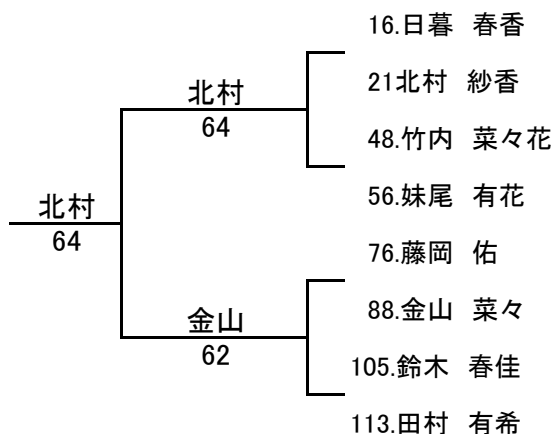 16.日暮 春香
21北村 紗香
48.竹内 菜々花
56.妹尾 有花
76.藤岡 佑
88.金山 菜々
105.鈴木 春佳
113.田村 有希
北村
64
金山
62
北村
64